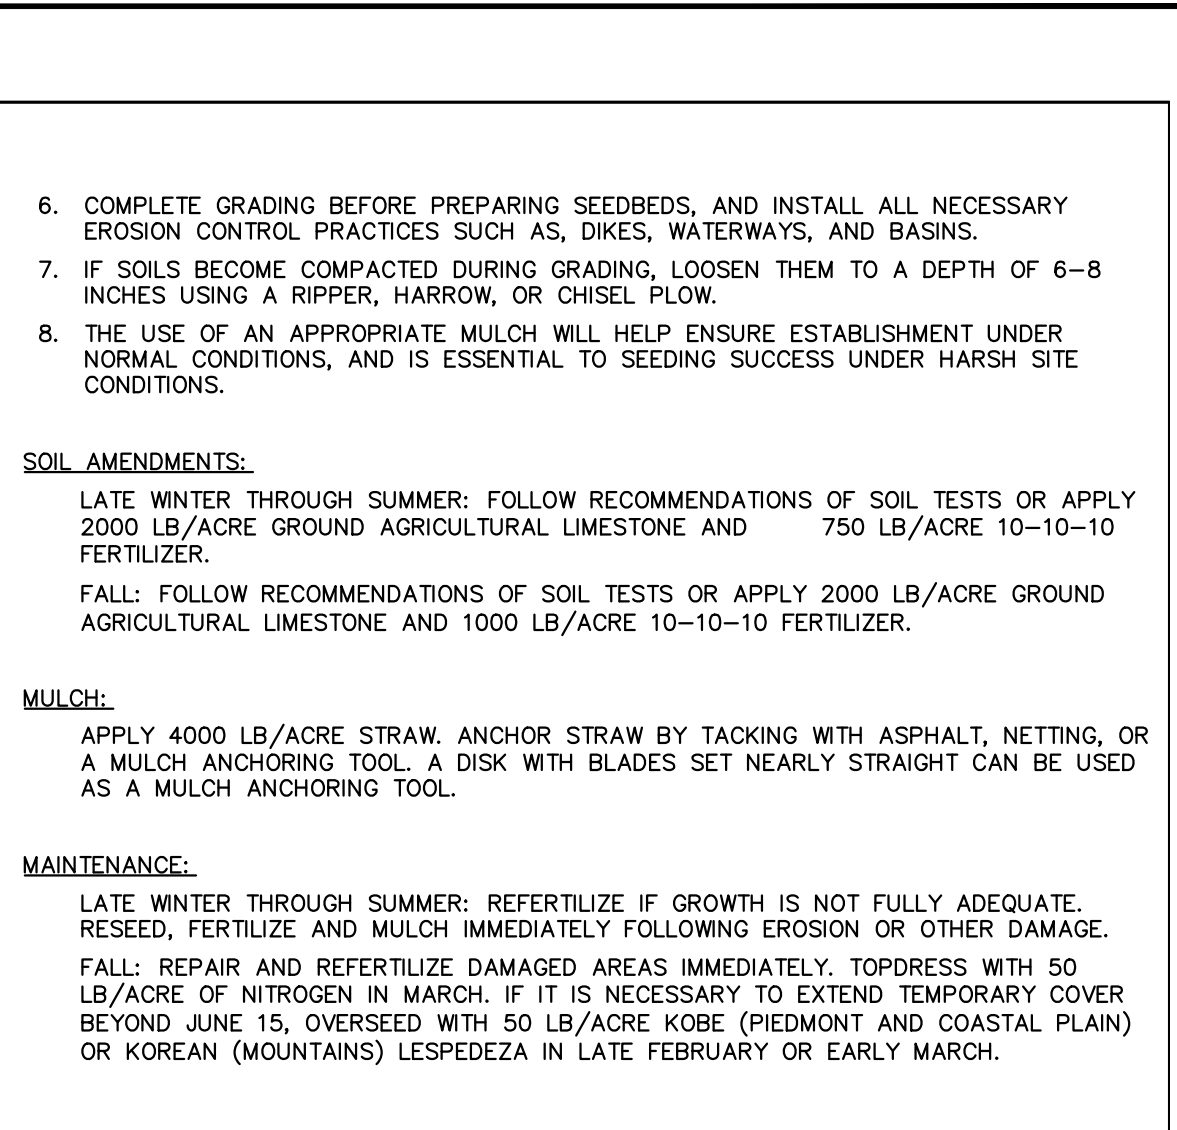 6. COMPLETE GRADING BEFORE PREPARING SEEDBEDS, AND INSTALL ALL NECESSARY
EROSION CONTROL PRACTICES SUCH AS, DIKES, WATERWAYS, AND BASINS.
7. IF SOILS BECOME COMPACTED DURING GRADING, LOOSEN THEM TO A DEPTH OF 6-8
INCHES USING A RIPPER, HARROW, OR CHISEL PLOW.
8. THE USE OF AN APPROPRIATE MULCH WILL HELP ENSURE ESTABLISHMENT UNDER
NORMAL CONDITIONS, AND IS ESSENTIAL TO SEEDING SUCCESS UNDER HARSH SITE
CONDITIONS.
SOIL AMENDMENTS:
LATE WINTER THROUGH SUMMER: FOLLOW RECOMMENDATIONS OF SOIL TESTS OR APPLY
2000 LB/ACRE GROUND AGRICULTURAL LIMESTONE AND 750 LB/ACRE 10-10-10
FERTILIZER.
FALL: FOLLOW RECOMMENDATIONS OF SOIL TESTS OR APPLY 2000 LB/ACRE GROUND
AGRICULTURAL LIMESTONE AND 1000 LB/ACRE 10-10-10 FERTILIZER.
MULCH:
APPLY 4000 LB/ACRE STRAW. ANCHOR STRAW BY TACKING WITH ASPHALT, NETTING, OR
A MULCH ANCHORING TOOL. A DISK WITH BLADES SET NEARLY STRAIGHT CAN BE USED
AS A MULCH ANCHORING TOOL.
MAINTENANCE:
LATE WINTER THROUGH SUMMER: REFERTILIZE IF GROWTH IS NOT FULLY ADEQUATE.
RESEED, FERTILIZE AND MULCH IMMEDIATELY FOLLOWING EROSION OR OTHER DAMAGE.
FALL: REPAIR AND REFERTILIZE DAMAGED AREAS IMMEDIATELY. TOPDRESS WITH 50
LB/ACRE OF NITROGEN IN MARCH. IF IT IS NECESSARY TO EXTEND TEMPORARY COVER
BEYOND JUNE 15, OVERSEED WITH 50 LB/ACRE KOBE (PIEDMONT AND COASTAL PLAIN)
OR KOREAN (MOUNTAINS) LESPEDEZA IN LATE FEBRUARY OR EARLY MARCH.